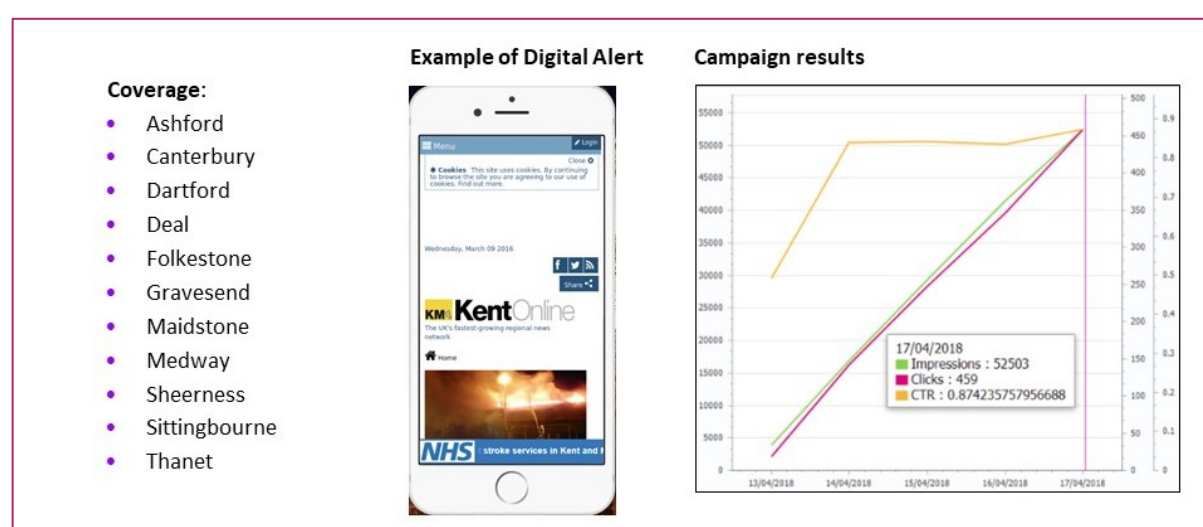 Coverage:
Ashford
Canterbury
Dartford
Deal
Folkestone
Gravesend
Maidstone
Medway
Sheerness
Sittingbourne
Thanet
Example of Digital Alert
Menu
Login
Close
Cookies This site uses cookies. By continuing
to browse the site you are agreeing to our use of
cookies. Find out more.
Wednesday, March 09 2016
Share
KM KentOnline
The UK's fastest-growing regional news
network
Home
NHS stroke services in Kent and
Campaign results
55000
50000
45000
40000
35000
30000
25000
20000
15000
10000
5000
0
500
450
400
350
300
250
200
150
100
50
0
0.9
0.8
0.7
0.6
0.5
0.4
0.3
0.2
0.1
0
17/04/2018
Impressions : 52503
Clicks : 459
CTR : 0.874235757956688
13/04/2018 14/04/2018 15/04/2018 16/04/2018 17/04/2018